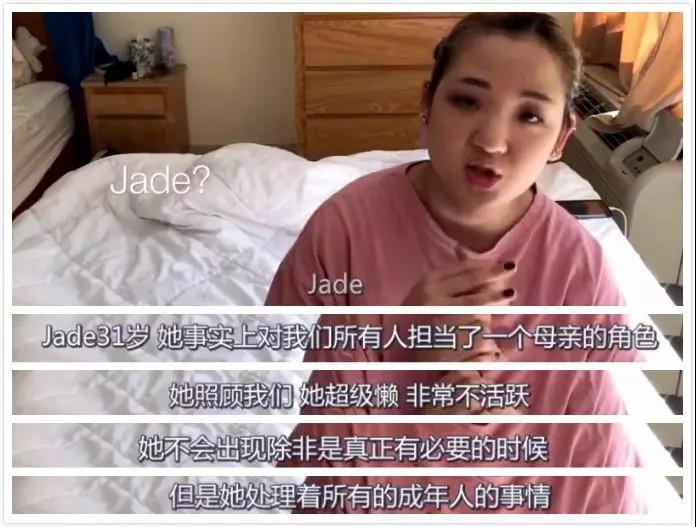 Jade?
Jade
Jade31岁 她事实上对我们所有人担当了一个母亲的角色
她照顾我们 她超级懒 非常不活跃
她不会出现除非是真正有必要的时候
但是她处理着所有的成年人的事情